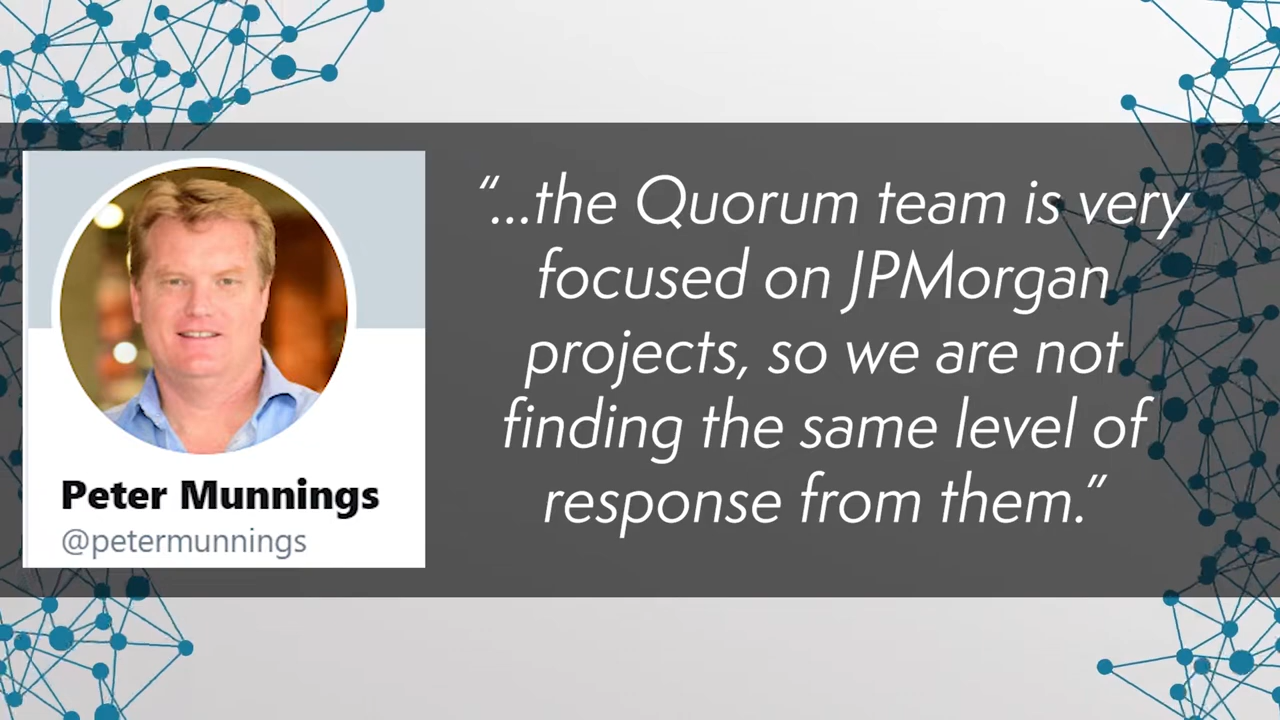 “...the Quorum team is very
focused on JPMorgan
projects, so we are not
finding the same level of
response from them.”
Peter Munnings
@petermunnings